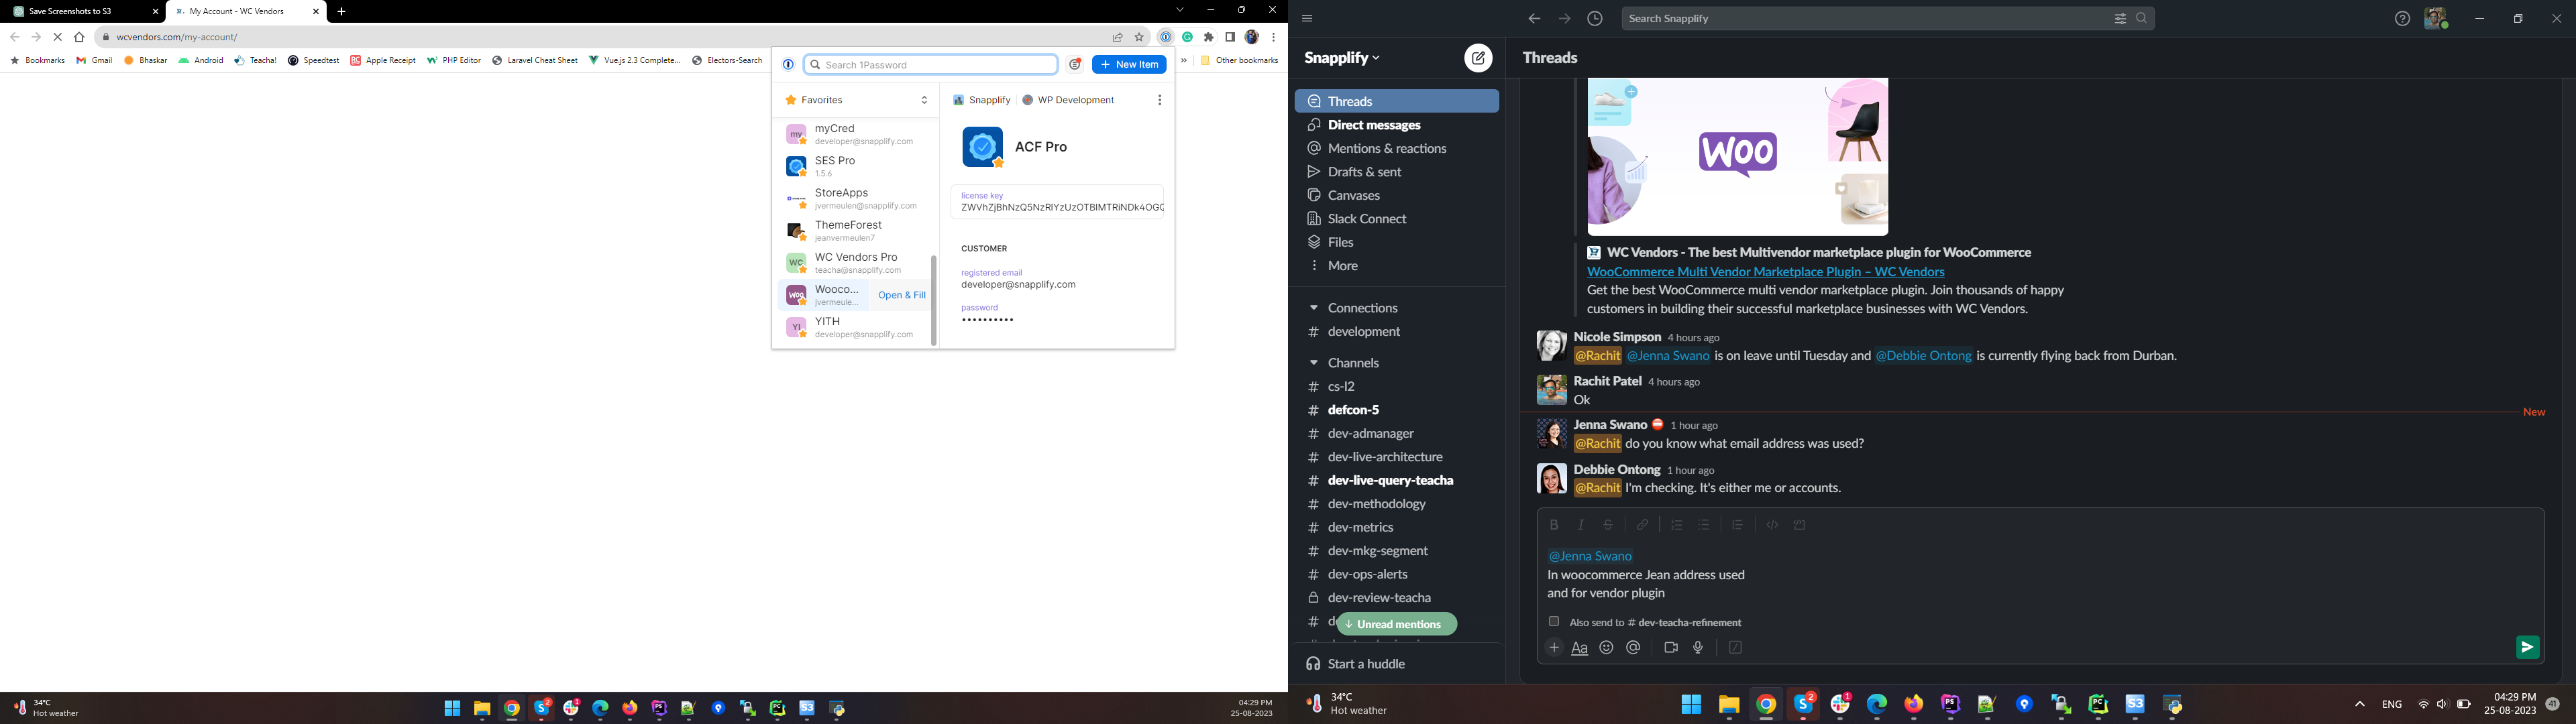 Save Screenshots to S3
My Account - WC Vendors
wcvendors.com/my-account/
Bookmarks
Gmail
Bhaskar
Android
Teacha!
Speedtest
Apple Receipt
PHP Editor
Laravel Cheat Sheet
Vue.js 2.3 Complete...
Electors-Search
»
Other bookmarks
Search 1Password
New Item
Favorites
myCred
developer@snapplify.com
SES Pro
1.5.6
StoreApps
jvermeulen@snapplify.com
ThemeForest
jeanvermeulen7
WC Vendors Pro
teacha@snapplify.com
Wooco...
jvermeule...
Open & Fill
YITH
developer@snapplify.com
Snapplify
WP Development
ACF Pro
license key
CUSTOMER
registered email
developer@snapplify.com
password
••••••••••
34°C
Hot weather
04:29 PM
25-08-2023
Search Snapplify
Snapplify
Threads
Direct messages
Mentions & reactions
Drafts & sent
Canvases
Slack Connect
Files
More
Connections
# development
Channels
# cs-l2
# defcon-5
# dev-admanager
# dev-live-architecture
# dev-live-query-teacha
# dev-methodology
# dev-metrics
# dev-mkg-segment
# dev-ops-alerts
dev-review-teacha
Unread mentions
Start a huddle
Threads
WOO
WC Vendors - The best Multivendor marketplace plugin for WooCommerce
WooCommerce Multi Vendor Marketplace Plugin – WC Vendors
Get the best WooCommerce multi vendor marketplace plugin. Join thousands of happy
customers in building their successful marketplace businesses with WC Vendors.
Nicole Simpson 4 hours ago
@Rachit @Jenna Swano is on leave until Tuesday and @Debbie Ontong is currently flying back from Durban.
Rachit Patel 4 hours ago
Ok
New
Jenna Swano 1 hour ago
@Rachit do you know what email address was used?
Debbie Ontong 1 hour ago
@Rachit I'm checking. It's either me or accounts.
@Jenna Swano
In woocommerce Jean address used
and for vendor plugin
Also send to # dev-teacha-refinement
34°C
Hot weather
ENG
04:29 PM
25-08-2023
41